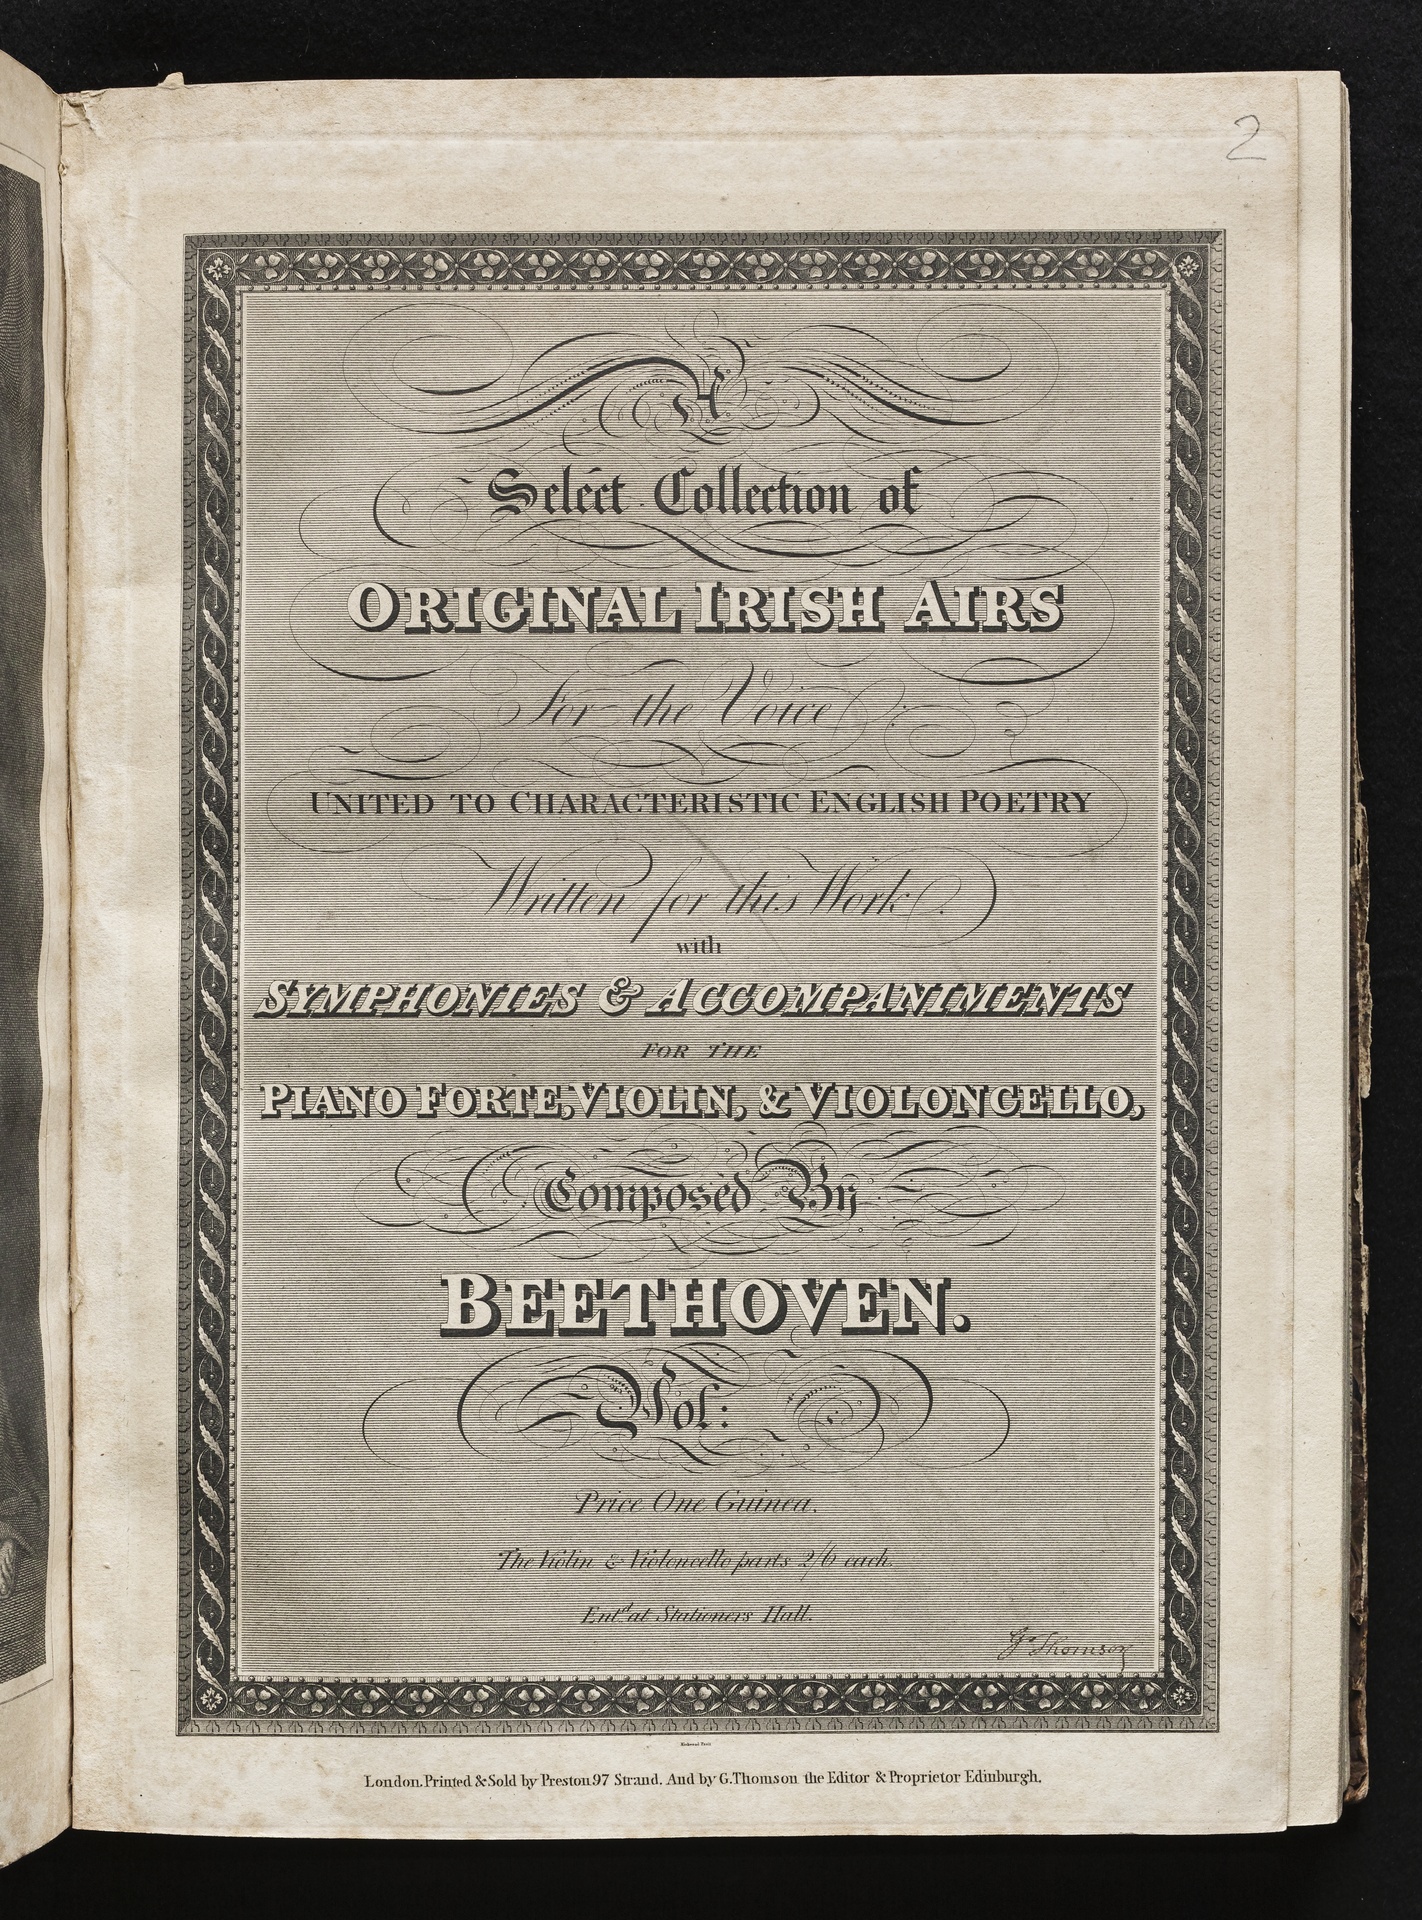 2
A
Select Collection of
ORIGINAL IRISH AIRS
For the Voice
UNITED TO CHARACTERISTIC ENGLISH POETRY
Written for this Work
with
SYMPHONIES & ACCOMPANIMENTS
FOR THE
PIANO FORTE, VIOLIN, & VIOLONCELLO,
Composed By
BEETHOVEN.
Vol:
Price One Guinea.
The Violin & Violoncello parts 2/6 each.
Entd. at Stationers Hall.
G. Thomson
London. Printed & Sold by Preston 97 Strand. And by G. Thomson the Editor & Proprietor Edinburgh.